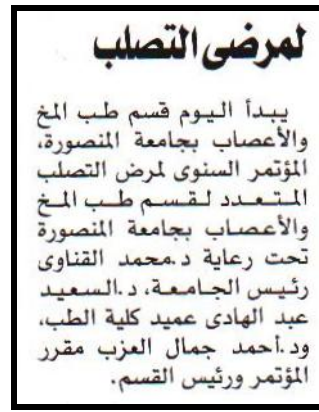 لمرضى التصلب
يبدأ اليوم قسم طب المخ
والأعصاب بجامعة المنصورة،
المؤتمر السنوى لمرض التصلب
المتعدد لقسم طب المخ
والأعصاب بجامعة المنصورة
تحت رعاية د.محمد القناوى
رئيس الجامعة، د.السعيد
عبد الهادى عميد كلية الطب،
ود.أحمد جمال العزب مقرر
المؤتمر ورئيس القسم.